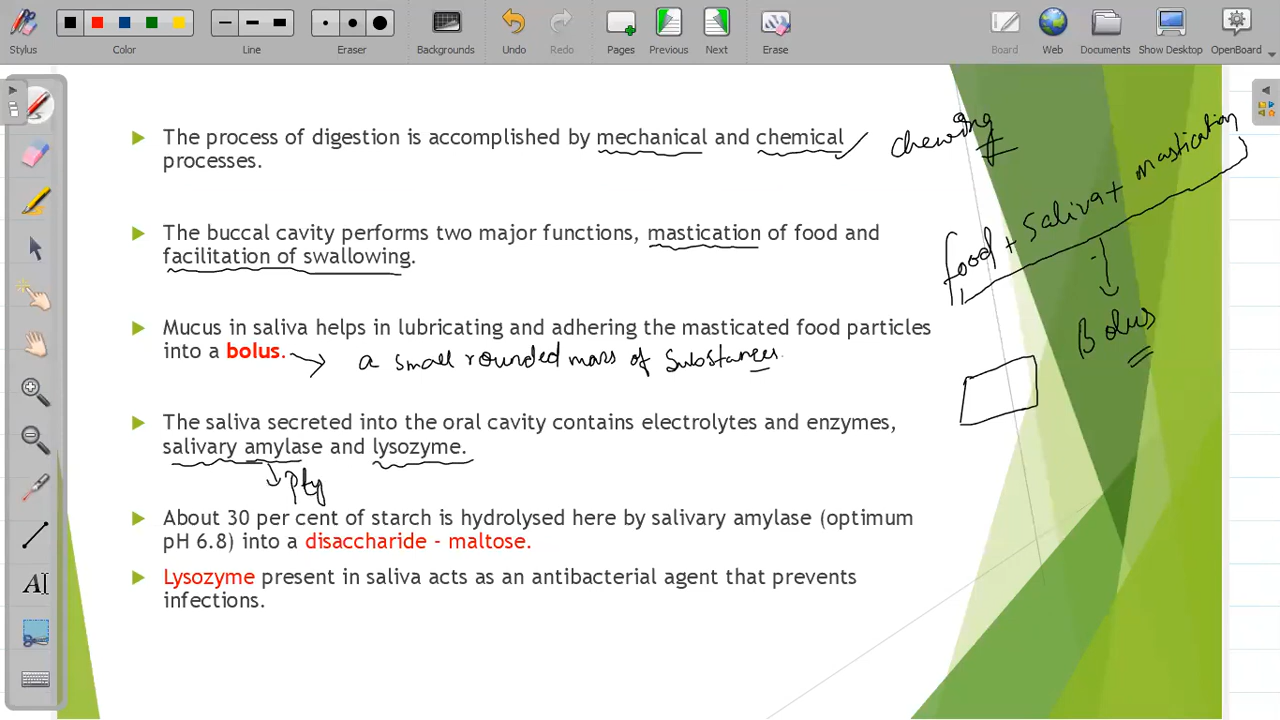 Stylus
Color
Line
Eraser
Backgrounds
Undo
Redo
Pages
Previous
Next
Erase
Board
Web
Documents
Show Desktop
OpenBoard
The process of digestion is accomplished by mechanical and chemical
processes.
chewing
The buccal cavity performs two major functions, mastication of food and
facilitation of swallowing.
food + Saliva + mastication
Bolus
Mucus in saliva helps in lubricating and adhering the masticated food particles
into a bolus.
a small rounded mass of substances.
The saliva secreted into the oral cavity contains electrolytes and enzymes,
salivary amylase and lysozyme.
Pty
About 30 per cent of starch is hydrolysed here by salivary amylase (optimum
pH 6.8) into a disaccharide - maltose.
Lysozyme present in saliva acts as an antibacterial agent that prevents
infections.